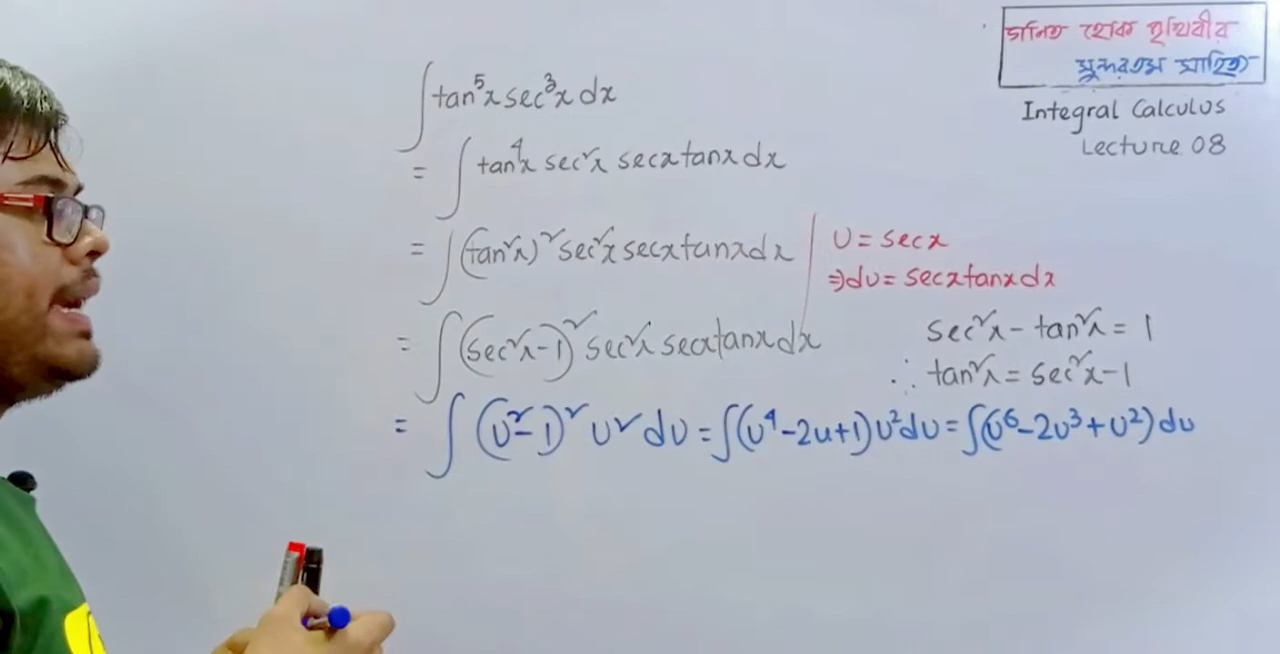 গনিত হোক পৃথিবীর
সুন্দরতম সাহিত্য
Integral Calculus
Lecture 08
∫tan⁵x sec³x dx
= ∫ tan⁴x sec²x secx tanx dx
= ∫(tan²x)² sec²x secx tanx dx
U = secx
⇒ du = secx tanx dx
= ∫(sec²x-1)² sec²x secx tanx dx
sec²x - tan²x = 1
∴ tan²x = sec²x-1
= ∫ (U²-1)² U² dU = ∫(U⁴-2u+1)U²dU = ∫(U⁶-2U³+U²) du